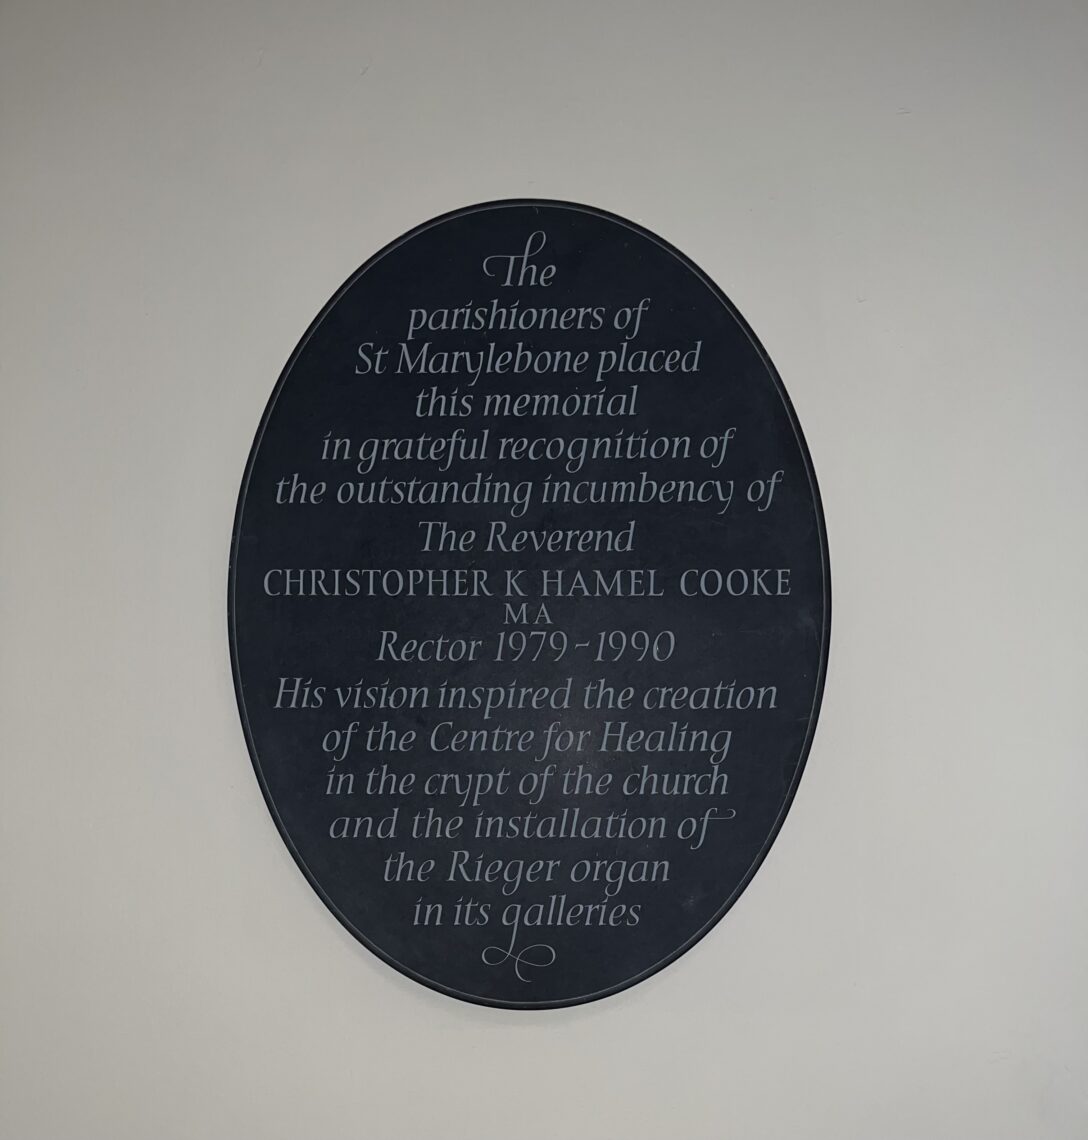 The
parishioners of
St Marylebone placed
this memorial
in grateful recognition of
the outstanding incumbency of
The Reverend
CHRISTOPHER K HAMEL COOKE
MA
Rector 1979-1990
His vision inspired the creation
of the Centre for Healing
in the crypt of the church
and the installation of
the Rieger organ
in its galleries